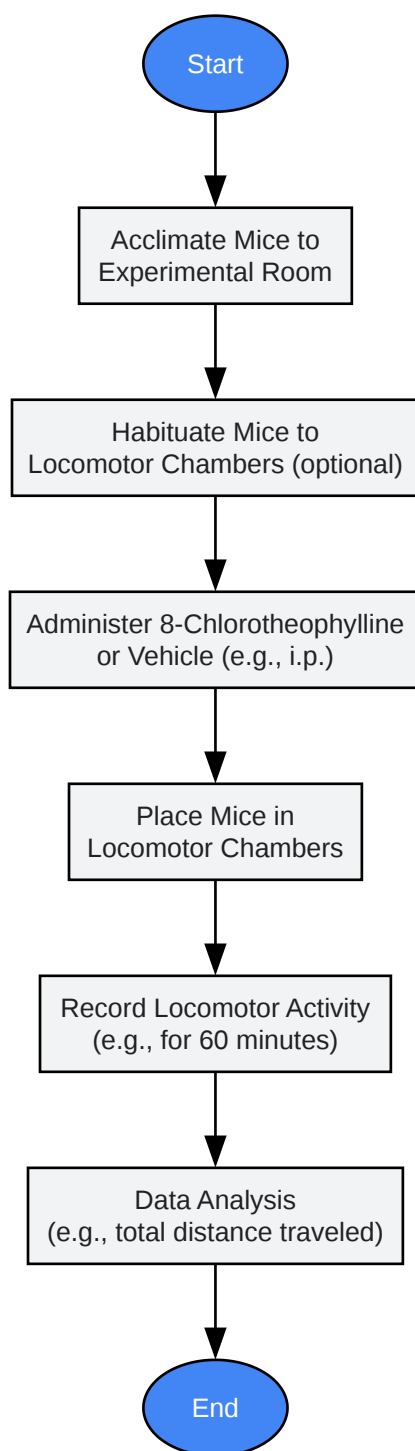 Start
Acclimate Mice to
Experimental Room
Habituate Mice to
Locomotor Chambers (optional)
Administer 8-Chlorotheophylline
or Vehicle (e.g., i.p.)
Place Mice in
Locomotor Chambers
Record Locomotor Activity
(e.g., for 60 minutes)
Data Analysis
(e.g., total distance traveled)
End